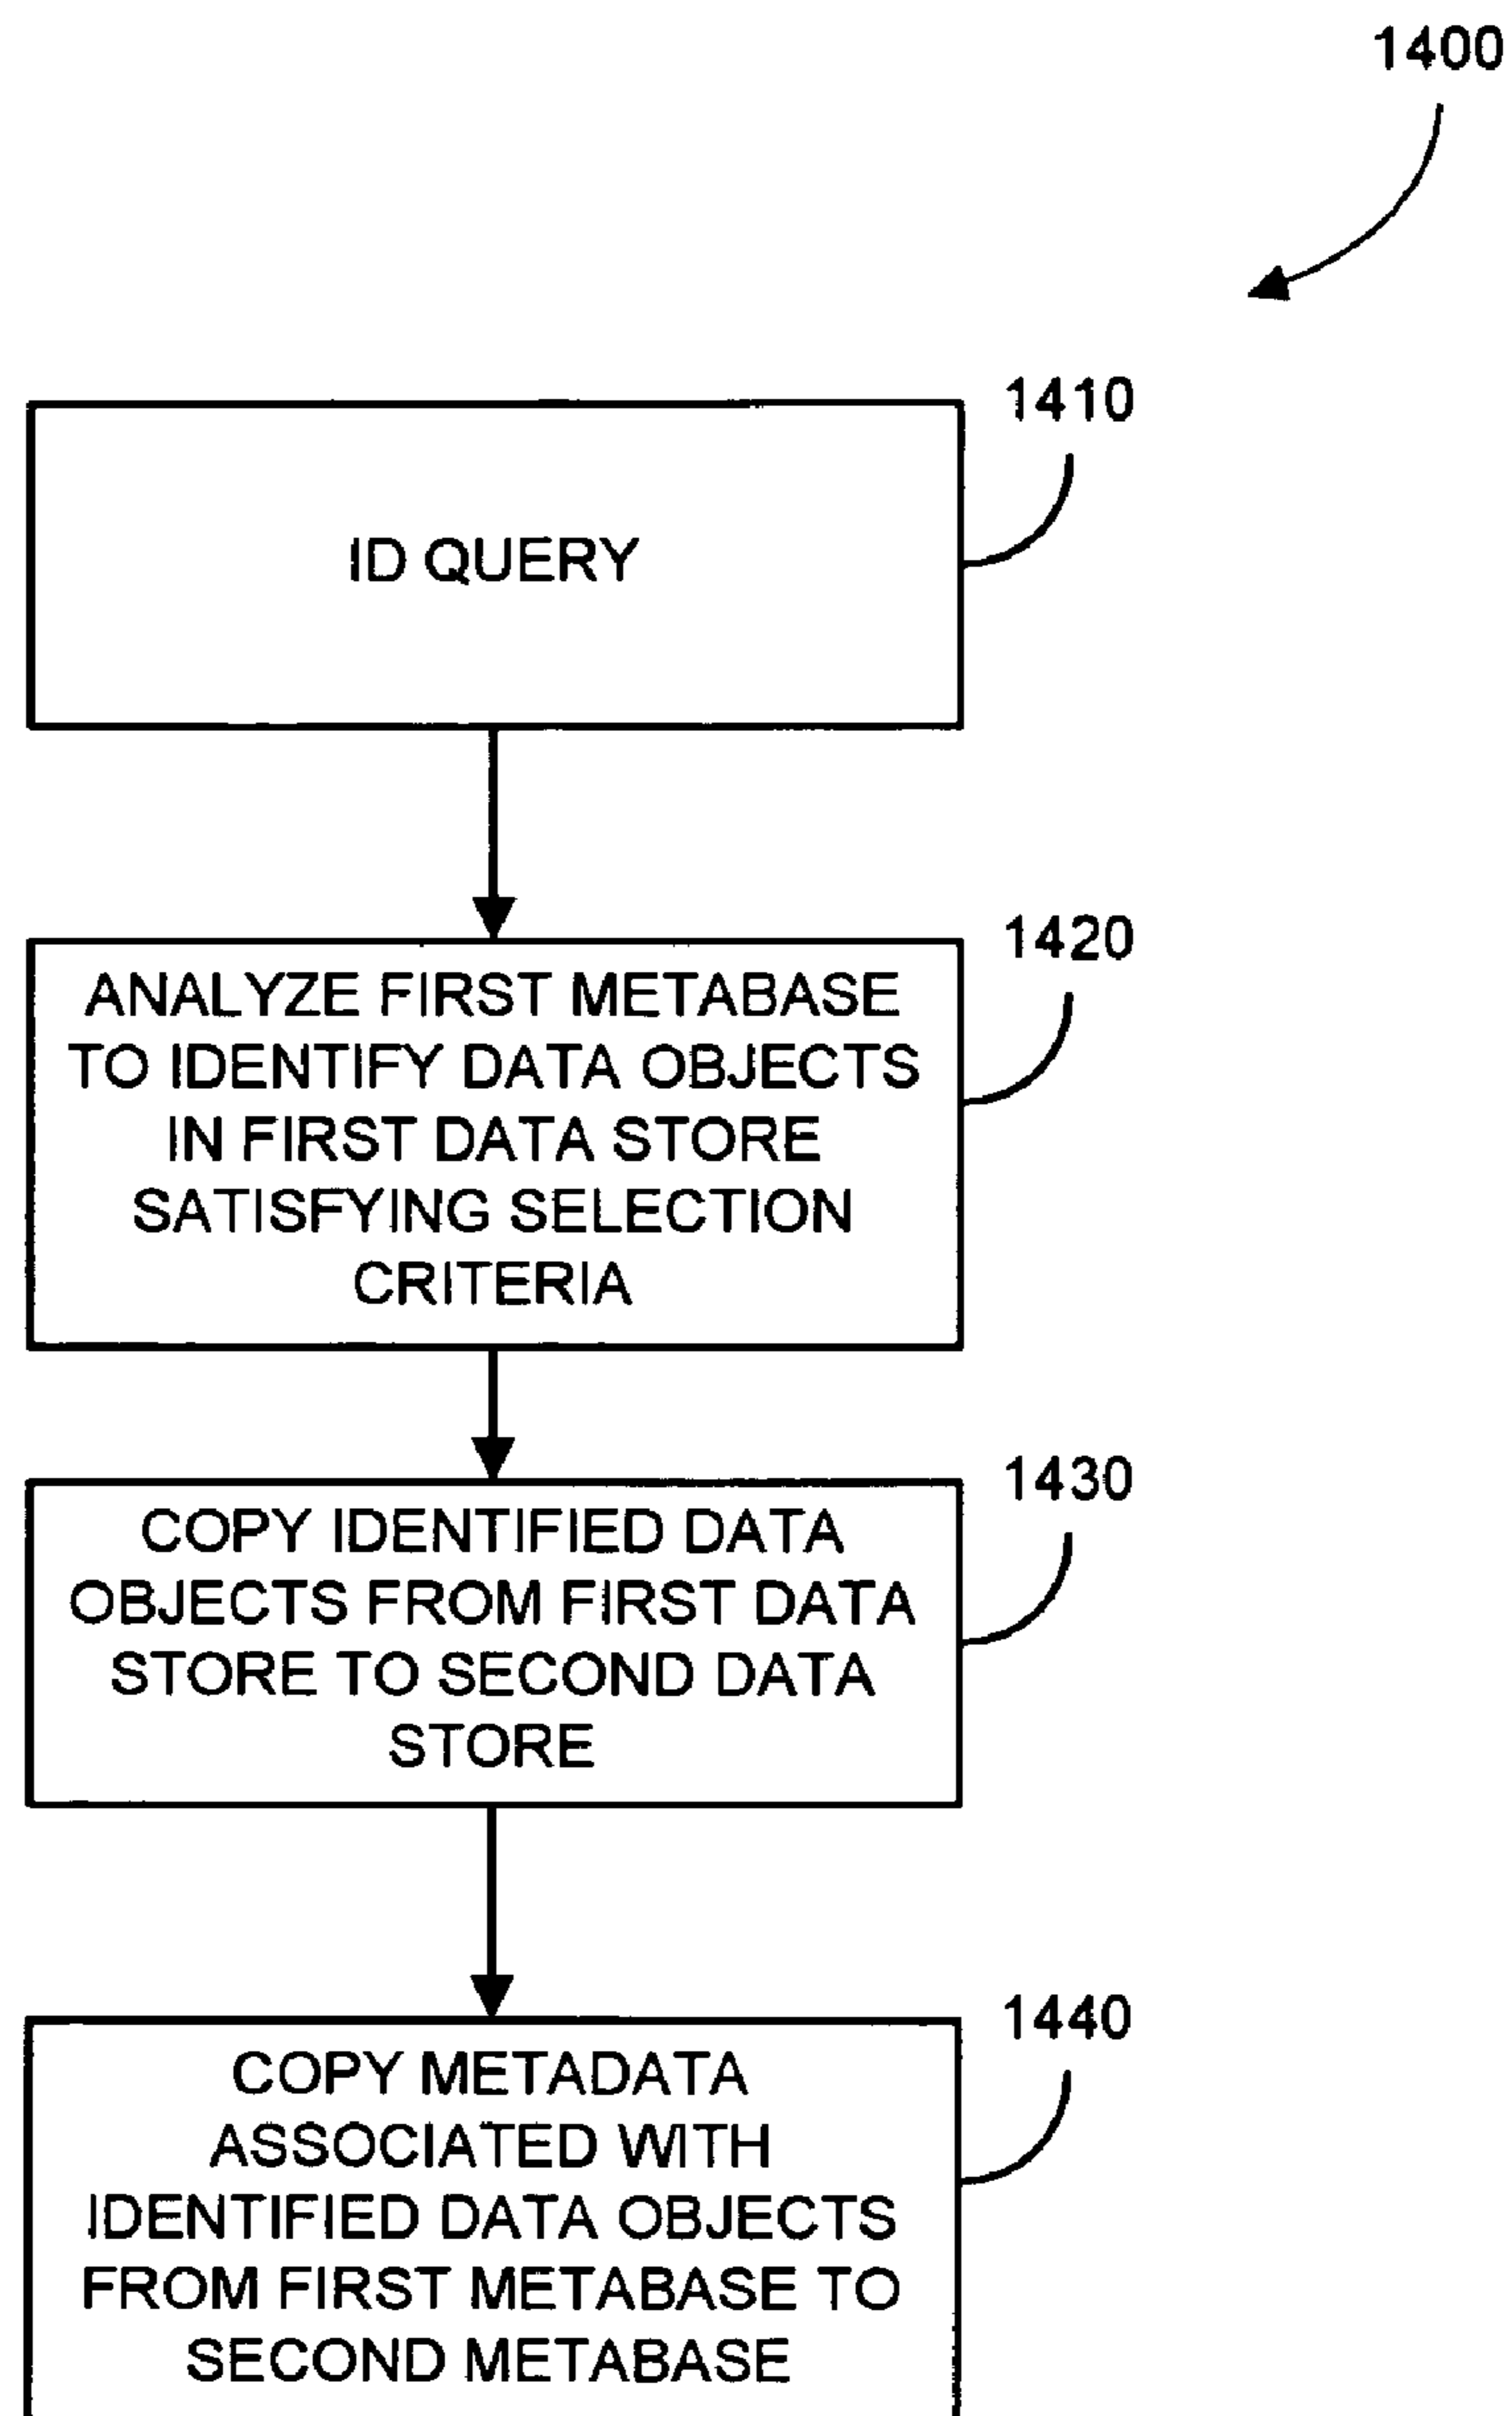 1400
1410
ID QUERY
1420
ANALYZE FIRST METABASE
TO IDENTIFY DATA OBJECTS
IN FIRST DATA STORE
SATISFYING SELECTION
CRITERIA
1430
COPY IDENTIFIED DATA
OBJECTS FROM FIRST DATA
STORE TO SECOND DATA
STORE
1440
COPY METADATA
ASSOCIATED WITH
IDENTIFIED DATA OBJECTS
FROM FIRST METABASE TO
SECOND METABASE